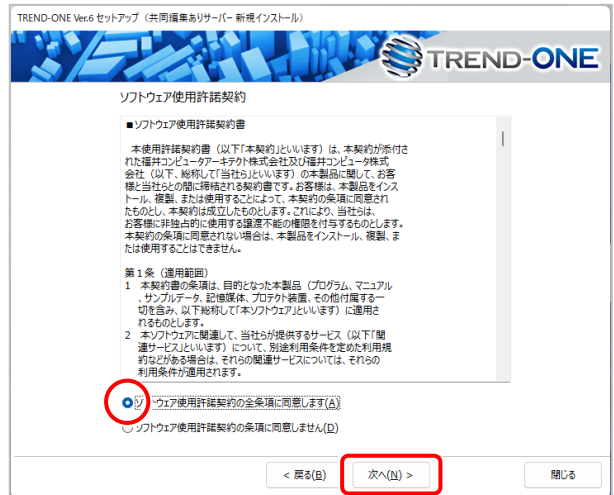 TREND-ONE Ver.6 セットアップ（共同編集ありサーバー 新規インストール）
TREND-ONE
ソフトウェア使用許諾契約
■ソフトウェア使用許諾契約書
本使用許諾契約書（以下「本契約」といいます）は、本契約が添付さ
れた福井コンピュータアーキテクト株式会社及び福井コンピュータ株式
会社（以下、総称して「当社ら」といいます）の本製品に関して、お客
様と当社らとの間に締結される契約書です。お客様は、本製品をインス
トール、複製、または使用することによって、本契約の条項に同意され
たものとし、本契約は成立したものとします。これにより、当社らは、
お客様に非独占的に使用する譲渡不能の権限を付与するものとします。
本契約の条項に同意されない場合は、本製品をインストール、複製、ま
たは使用することはできません。
第１条（適用範囲）
1 本契約書の条項は、目的となった本製品（プログラム、マニュアル
、サンプルデータ、記憶媒体、プロテクト装置、その他付属する一
切を含み、以下総称して「本ソフトウェア」といいます）に適用さ
れるものとします。
2 本ソフトウェアに関連して、当社らが提供するサービス（以下「関
連サービス」といいます）について、別途利用条件を定めた利用規
約などがある場合は、それらの関連サービスについては、それらの
利用条件が適用されます。
ソフトウェア使用許諾契約の全条項に同意します(A)
ソフトウェア使用許諾契約の条項に同意しません(D)
< 戻る(B) 次へ(N) > 閉じる